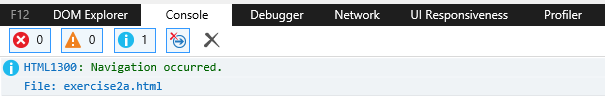 F12 DOM Explorer Console Debugger Network UI Responsiveness Profiler
0 0 1
HTML1300: Navigation occurred.
File: exercise2a.html